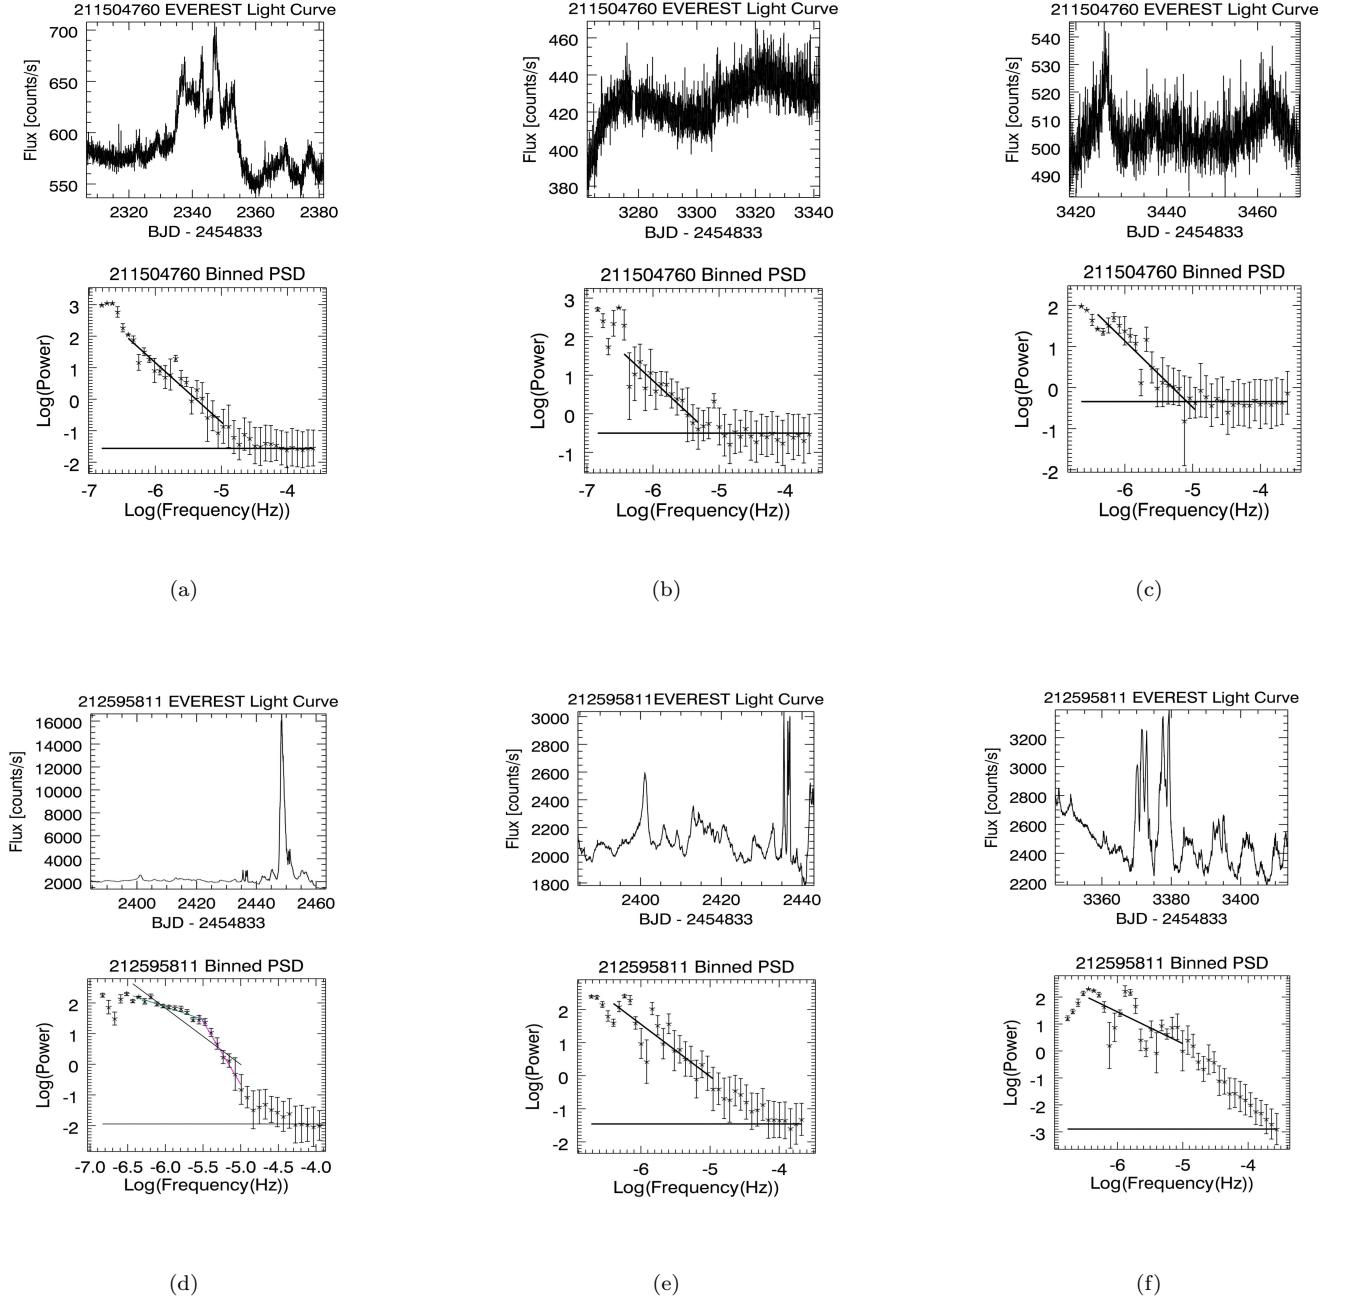 211504760 EVEREST Light Curve
Flux [counts/s]
700
650
600
550
2320 2340 2360 2380
BJD - 2454833
211504760 Binned PSD
Log(Power)
3
2
1
0
-1
-2
-7 -6 -5 -4
Log(Frequency(Hz))
(a)
211504760 EVEREST Light Curve
Flux [counts/s]
460
440
420
400
380
3280 3300 3320 3340
BJD - 2454833
211504760 Binned PSD
Log(Power)
3
2
1
0
-1
-7 -6 -5 -4
Log(Frequency(Hz))
(b)
211504760 EVEREST Light Curve
Flux [counts/s]
540
530
520
510
500
490
3420 3440 3460
BJD - 2454833
211504760 Binned PSD
Log(Power)
2
1
0
-1
-2
-6 -5 -4
Log(Frequency(Hz))
(c)
212595811 EVEREST Light Curve
Flux [counts/s]
16000
14000
12000
10000
8000
6000
4000
2000
2400 2420 2440 2460
BJD - 2454833
212595811 Binned PSD
Log(Power)
2
1
0
-1
-2
-7.0 -6.5 -6.0 -5.5 -5.0 -4.5 -4.0
Log(Frequency(Hz))
(d)
212595811EVEREST Light Curve
Flux [counts/s]
3000
2800
2600
2400
2200
2000
1800
2400 2420 2440
BJD - 2454833
212595811 Binned PSD
Log(Power)
2
1
0
-1
-2
-6 -5 -4
Log(Frequency(Hz))
(e)
212595811 EVEREST Light Curve
Flux [counts/s]
3200
3000
2800
2600
2400
2200
3360 3380 3400
BJD - 2454833
212595811 Binned PSD
Log(Power)
2
1
0
-1
-2
-3
-6 -5 -4
Log(Frequency(Hz))
(f)